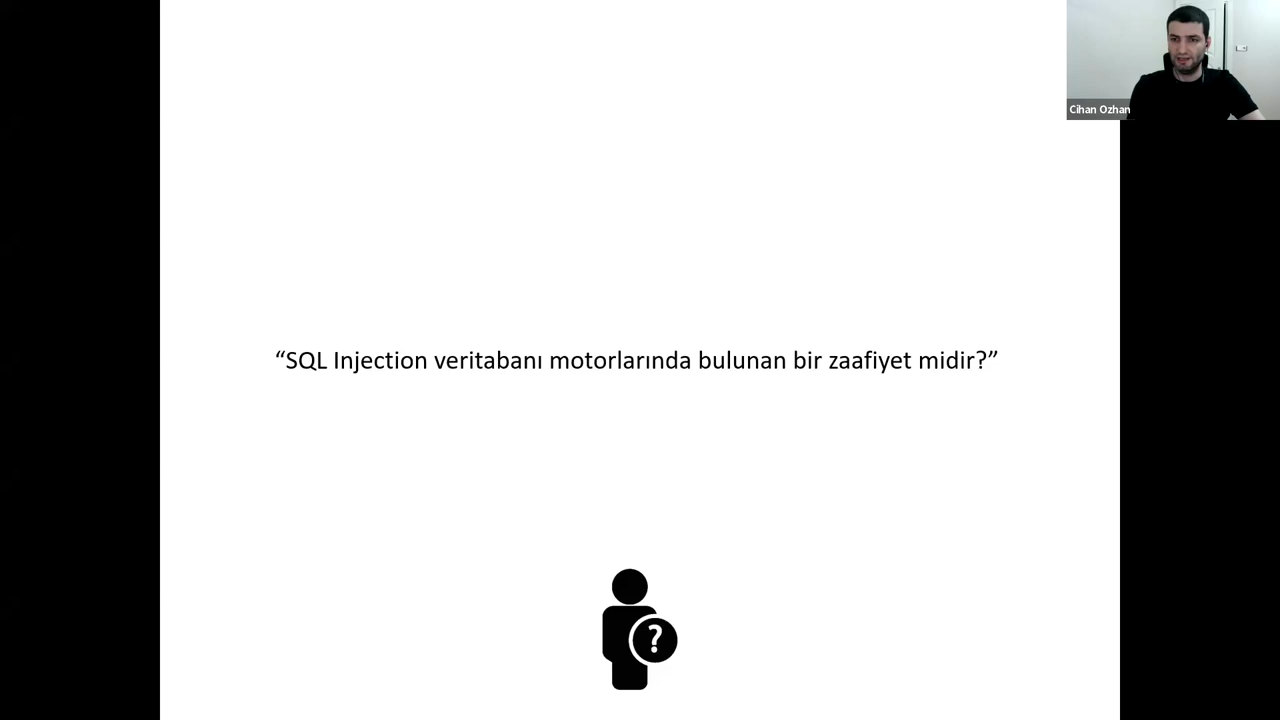 Cihan Ozhan
“SQL Injection veritabanı motorlarında bulunan bir zaafiyet midir?”
?